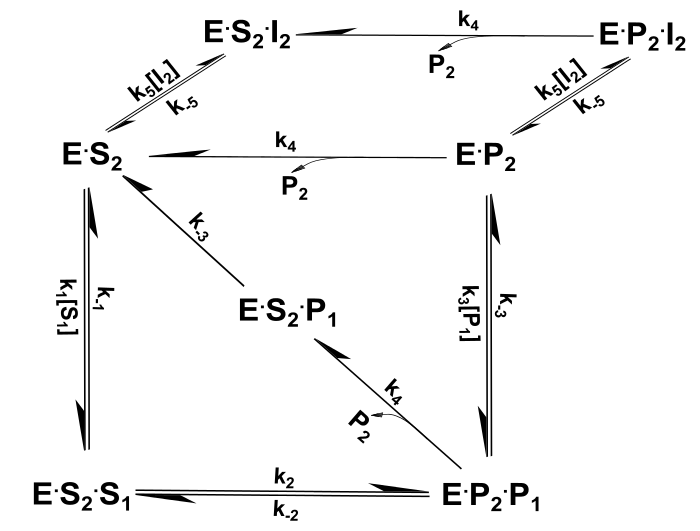 E·S₂·I₂
k₄
P₂
E·P₂·I₂
k₅[I₂]
k₋₅
k₅[I₂]
k₋₅
E·S₂
k₄
P₂
E·P₂
k₋₃
k₁[S₁]
k₋₁
E·S₂·P₁
k₃[P₁]
k₋₃
k₄
P₂
E·S₂·S₁
k₂
k₋₂
E·P₂·P₁